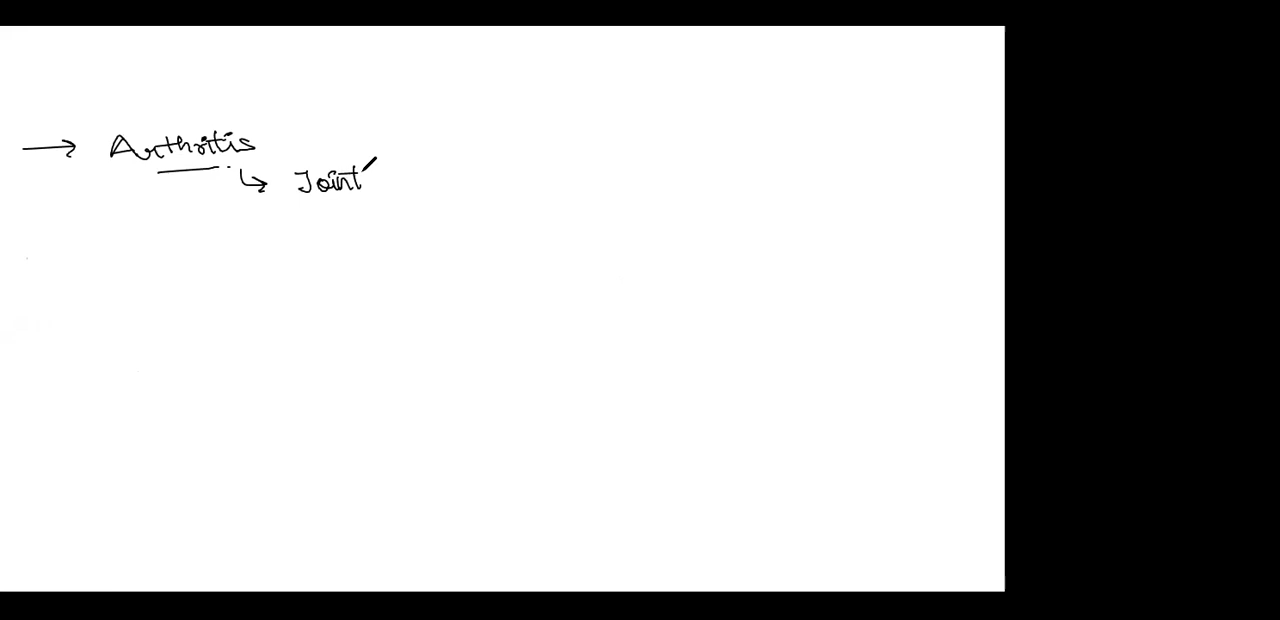 → Arthritis
↳ Joint